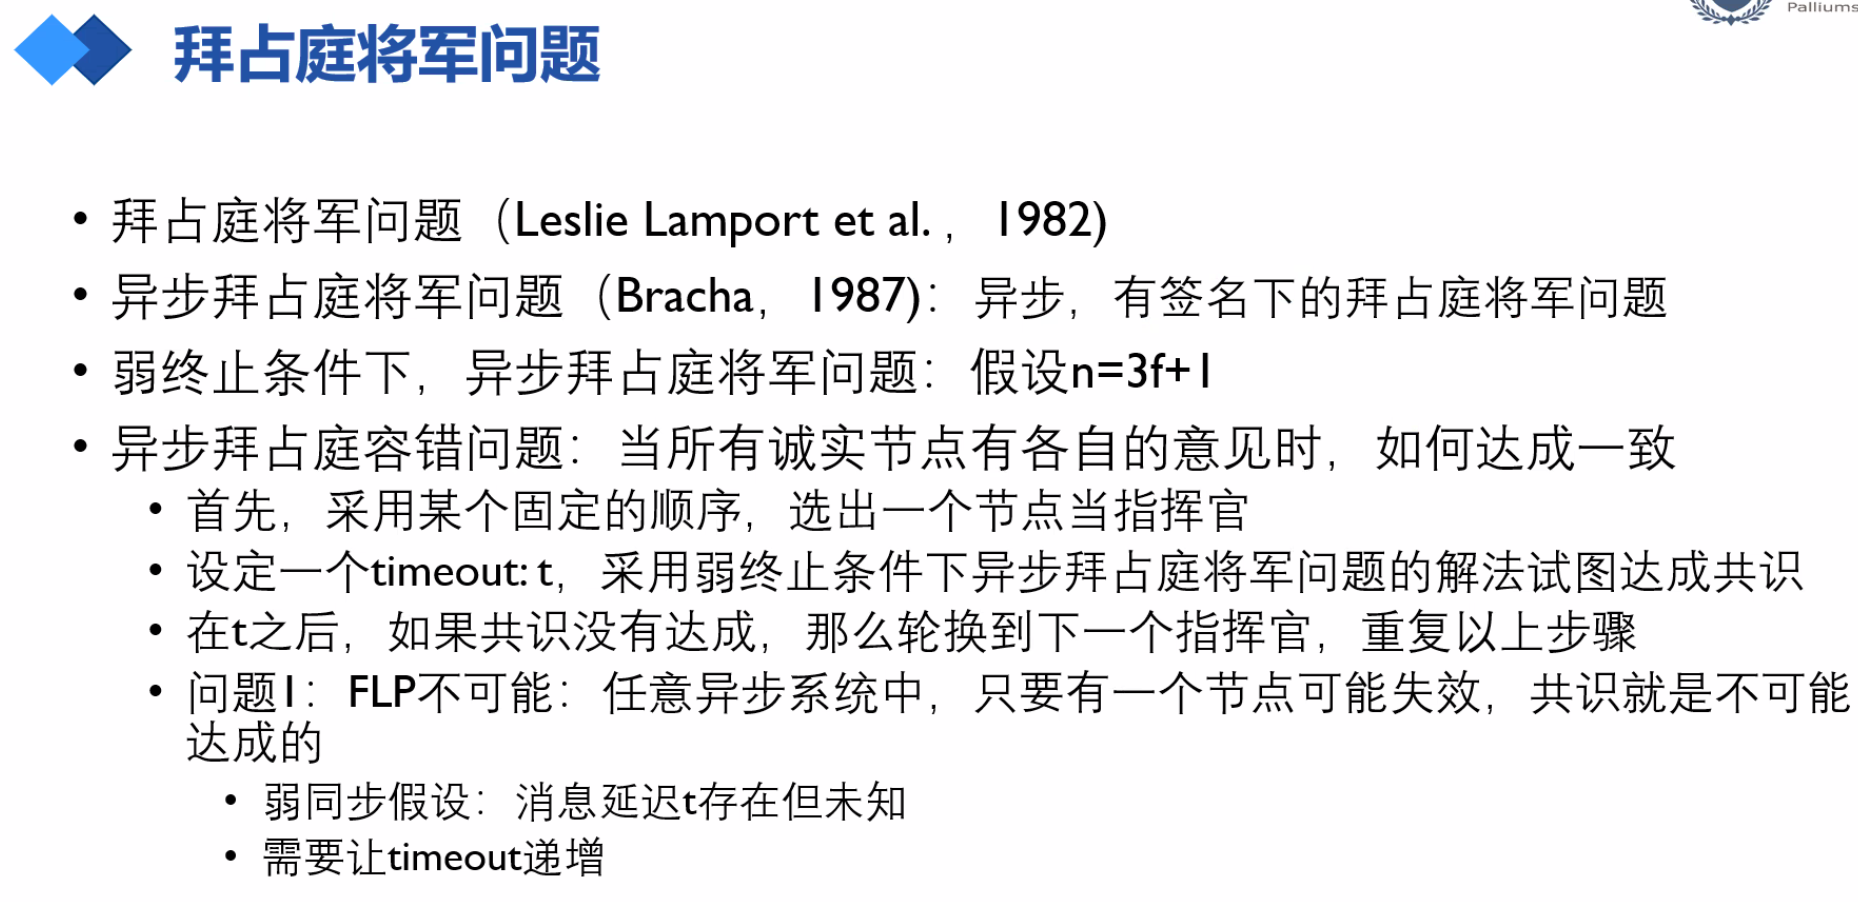 Palliums
拜占庭将军问题
• 拜占庭将军问题（Leslie Lamport et al.， 1982)
• 异步拜占庭将军问题（Bracha， 1987)：异步，有签名下的拜占庭将军问题
• 弱终止条件下，异步拜占庭将军问题：假设n=3f+1
• 异步拜占庭容错问题：当所有诚实节点有各自的意见时，如何达成一致
• 首先，采用某个固定的顺序，选出一个节点当指挥官
• 设定一个timeout: t，采用弱终止条件下异步拜占庭将军问题的解法试图达成共识
• 在t之后，如果共识没有达成，那么轮换到下一个指挥官，重复以上步骤
• 问题1：FLP不可能：任意异步系统中，只要有一个节点可能失效，共识就是不可能
达成的
• 弱同步假设：消息延迟t存在但未知
• 需要让timeout递增